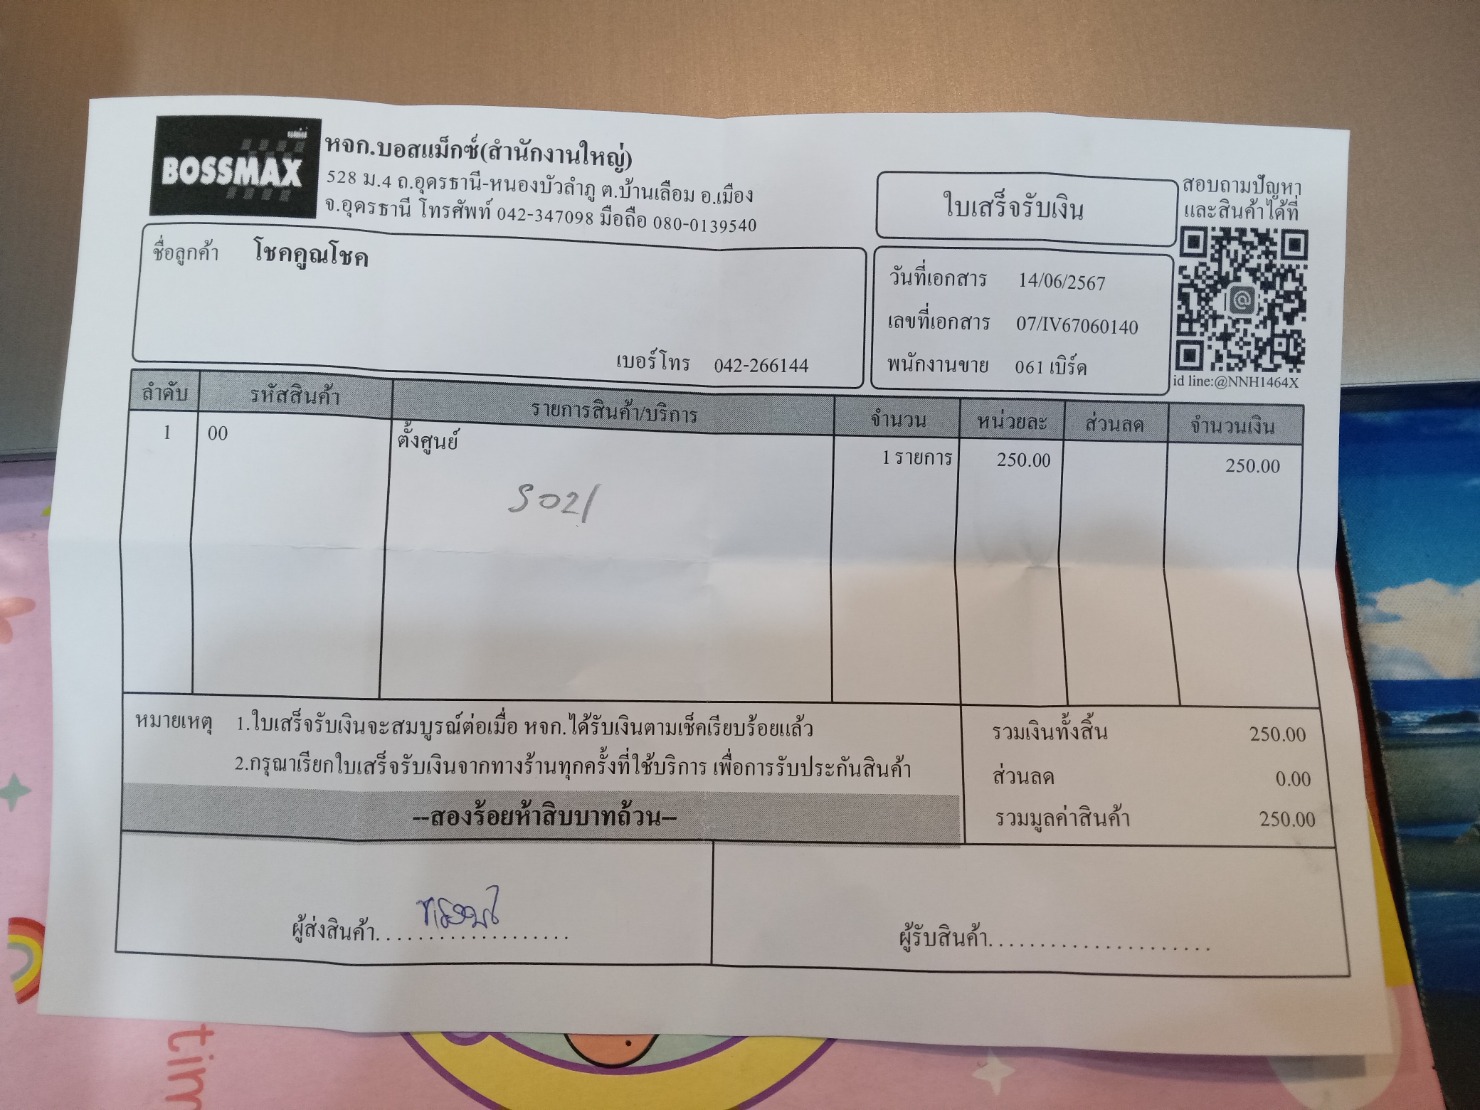 BOSSMAX
หจก.บอสแม็กซ์(สำนักงานใหญ่)
528 ม.4 ถ.อุดรธานี-หนองบัวลำภู ต.บ้านเลื่อม อ.เมือง
จ.อุดรธานี โทรศัพท์ 042-347098 มือถือ 080-0139540
ใบเสร็จรับเงิน
สอบถามปัญหา
และสินค้าได้ที่
id line:@NNH1464X
ชื่อลูกค้า โชคคูณโชค
เบอร์โทร 042-266144
วันที่เอกสาร 14/06/2567
เลขที่เอกสาร 07/IV67060140
พนักงานขาย 061 เบิร์ด
ลำดับ รหัสสินค้า รายการสินค้า/บริการ จำนวน หน่วยละ ส่วนลด จำนวนเงิน
1 00 ตั้งศูนย์ 1 รายการ 250.00 250.00
หมายเหตุ 1.ใบเสร็จรับเงินจะสมบูรณ์ต่อเมื่อ หจก.ได้รับเงินตามเช็คเรียบร้อยแล้ว
2.กรุณาเรียกใบเสร็จรับเงินจากทางร้านทุกครั้งที่ใช้บริการ เพื่อการรับประกันสินค้า
--สองร้อยห้าสิบบาทถ้วน--
รวมเงินทั้งสิ้น 250.00
ส่วนลด 0.00
รวมมูลค่าสินค้า 250.00
ผู้ส่งสินค้า....................
ผู้รับสินค้า......................
tim